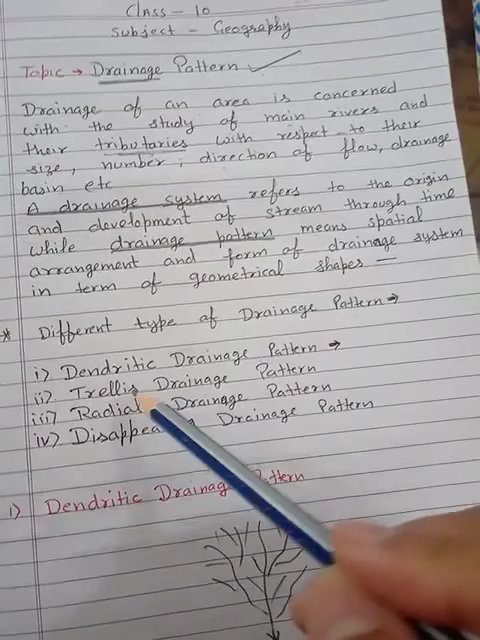 Class - 10
Subject - Geography
Topic → Drainage Pattern
Drainage of an area is concerned
with the study of main rivers and
their tributaries with respect to their
size, number, direction of flow, drainage
basin etc
A drainage system refers to the origin
and development of stream through time
while drainage pattern means spatial
arrangement and form of drainage system
in term of geometrical shapes
* Different type of Drainage Pattern →
i) Dendritic Drainage Pattern →
ii). Trellis Drainage Pattern
iii) Radial Drainage Pattern
iv) Disappea Drainage Pattern
i) Dendritic Drainage Pattern